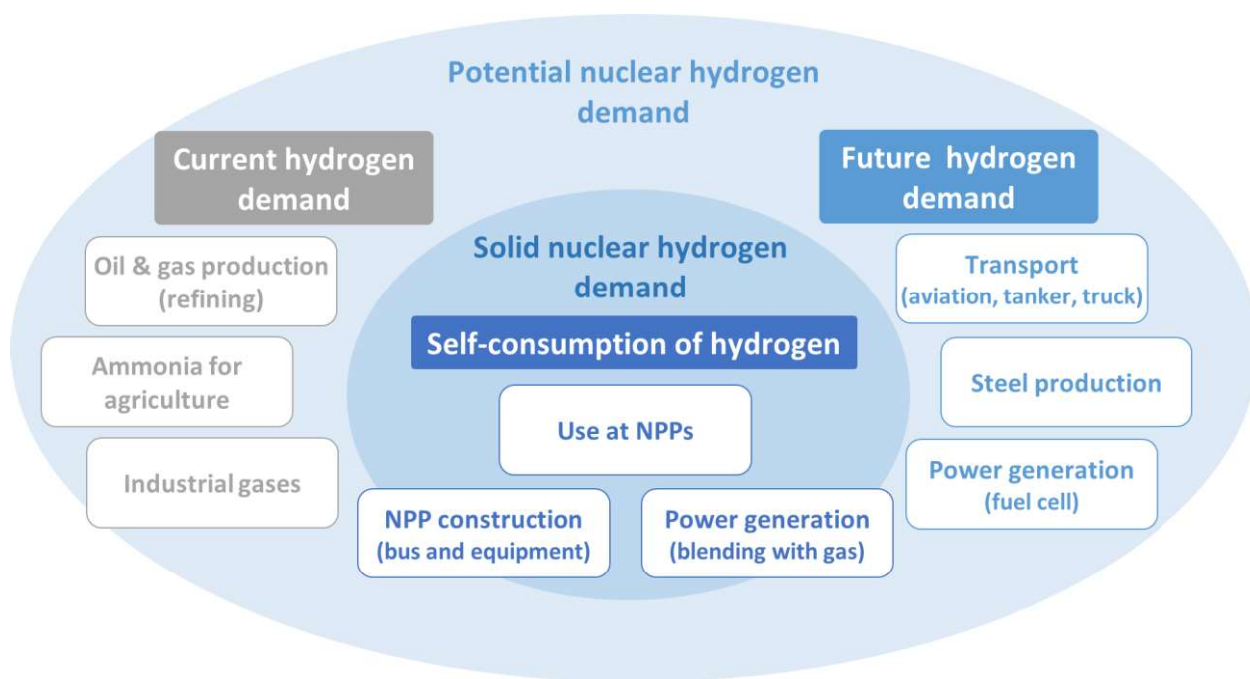 Potential nuclear hydrogen
demand
Current hydrogen
demand
Oil & gas production
(refining)
Ammonia for
agriculture
Industrial gases
Solid nuclear hydrogen
demand
Self-consumption of hydrogen
Use at NPPs
NPP construction
(bus and equipment)
Power generation
(blending with gas)
Future hydrogen
demand
Transport
(aviation, tanker, truck)
Steel production
Power generation
(fuel cell)